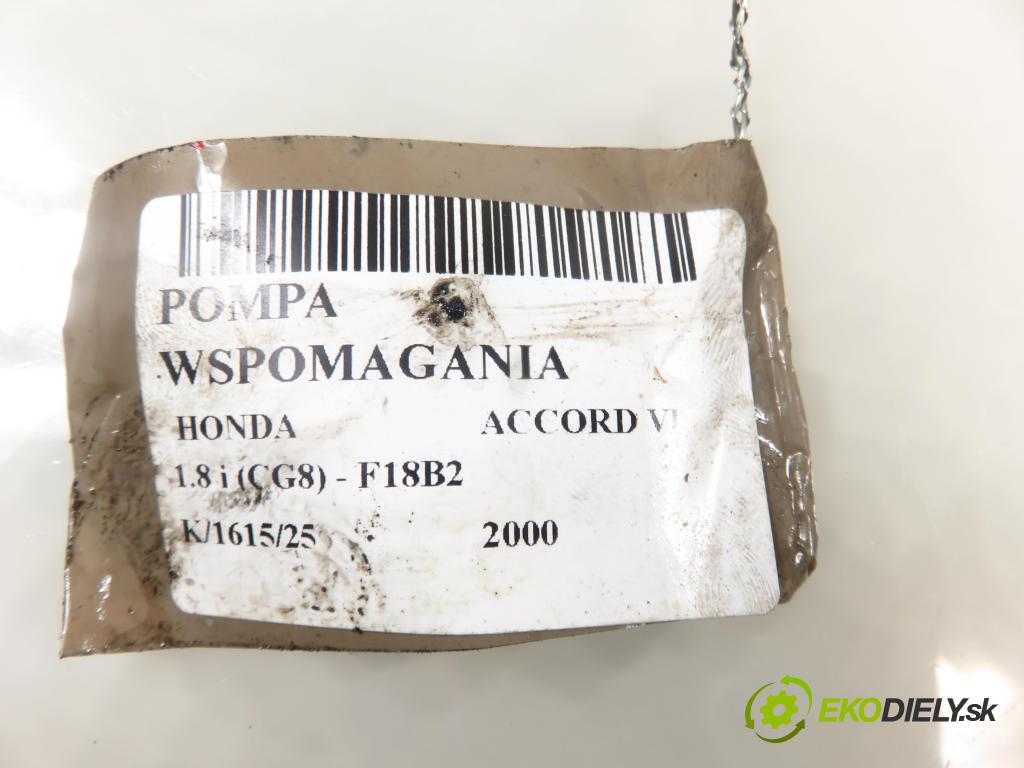 POMPA
WSPOMAGANIA
HONDA ACCORD VI
1.8 i (CG8) - F18B2
K/1615/25 2000
EKODIELY.sk